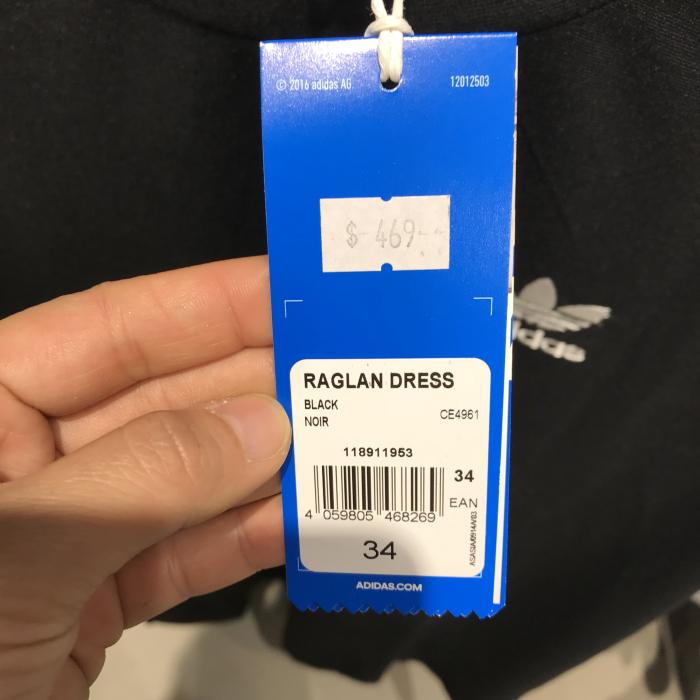 © 2016 adidas AG 12012503
$ 469-
adidas
RAGLAN DRESS
BLACK
NOIR CE4961
118911953
34
EAN
4 059805 468269
34
ADIDAS.COM